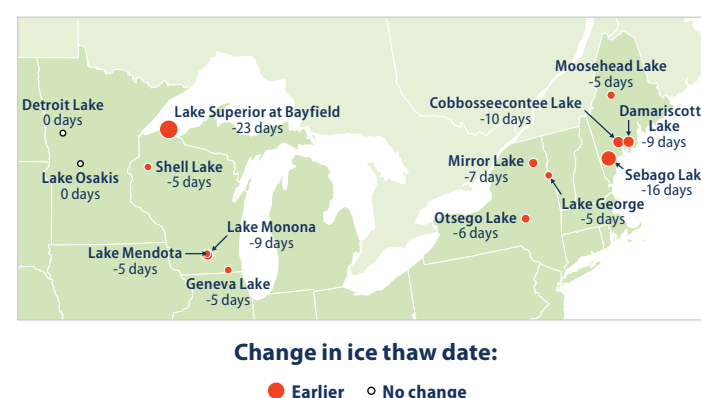 Moosehead Lake
-5 days
Detroit Lake
0 days
Lake Superior at Bayfield
-23 days
Cobbosseecontee Lake
-10 days
Damariscott
Lake
-9 days
Lake Osakis
0 days
Shell Lake
-5 days
Mirror Lake
-7 days
Sebago Lak
-16 days
Lake George
-5 days
Otsego Lake
-6 days
Lake Monona
-9 days
Lake Mendota
-5 days
Geneva Lake
-5 days
Change in ice thaw date:
Earlier No change